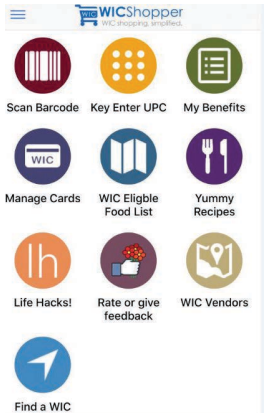 WICShopper
WIC shopping, simplified.
Scan Barcode
Key Enter UPC
My Benefits
WIC
Manage Cards
WIC Eligble
Food List
Yummy
Recipes
lh
Life Hacks!
Rate or give
feedback
WIC Vendors
Find a WIC